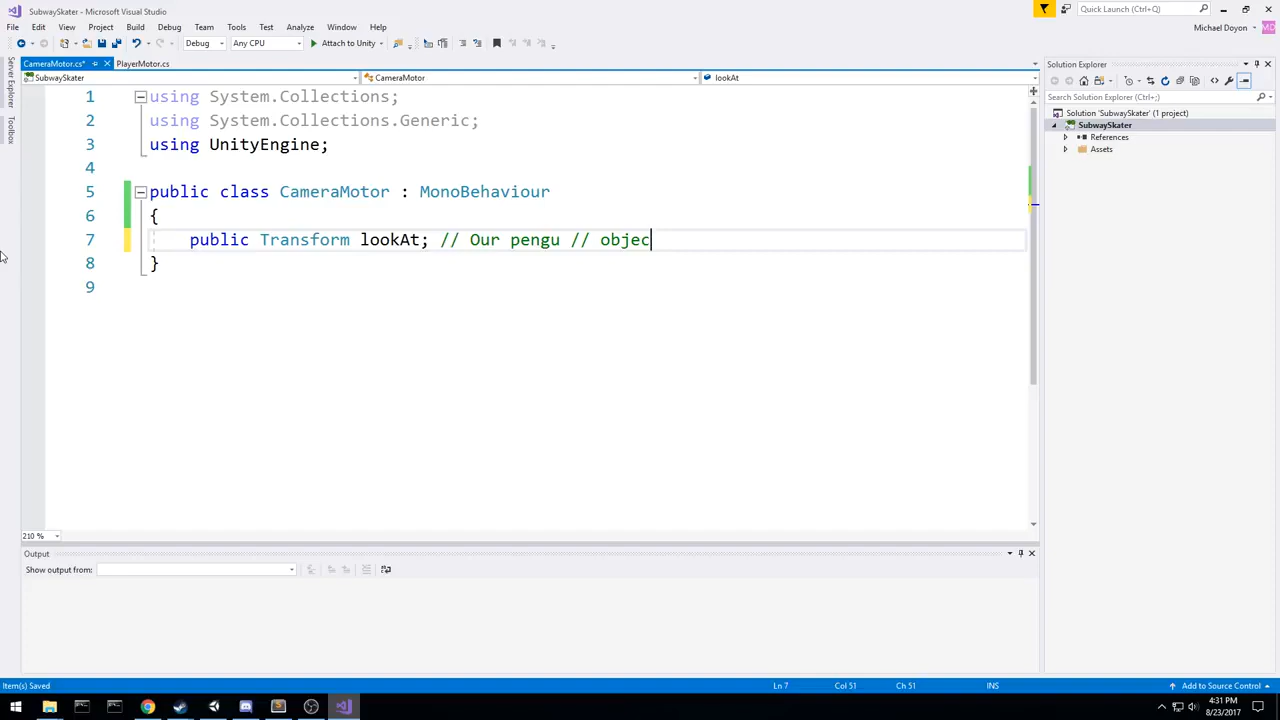 SubwaySkater - Microsoft Visual Studio
Quick Launch (Ctrl+Q)
File Edit View Project Build Debug Team Tools Test Analyze Window Help
Michael Doyon MD
Debug Any CPU Attach to Unity
CameraMotor.cs* PlayerMotor.cs
Solution Explorer
SubwaySkater CameraMotor lookAt
Server Explorer
Toolbox
Search Solution Explorer (Ctrl+;)
Solution 'SubwaySkater' (1 project)
SubwaySkater
References
Assets
1 using System.Collections;
2 using System.Collections.Generic;
3 using UnityEngine;
4
5 public class CameraMotor : MonoBehaviour
6 {
7 public Transform lookAt; // Our pengu // objec
8 }
9
210 %
Output
Show output from:
Item(s) Saved Ln 7 Col 51 Ch 51 INS Add to Source Control
4:31 PM
8/23/2017